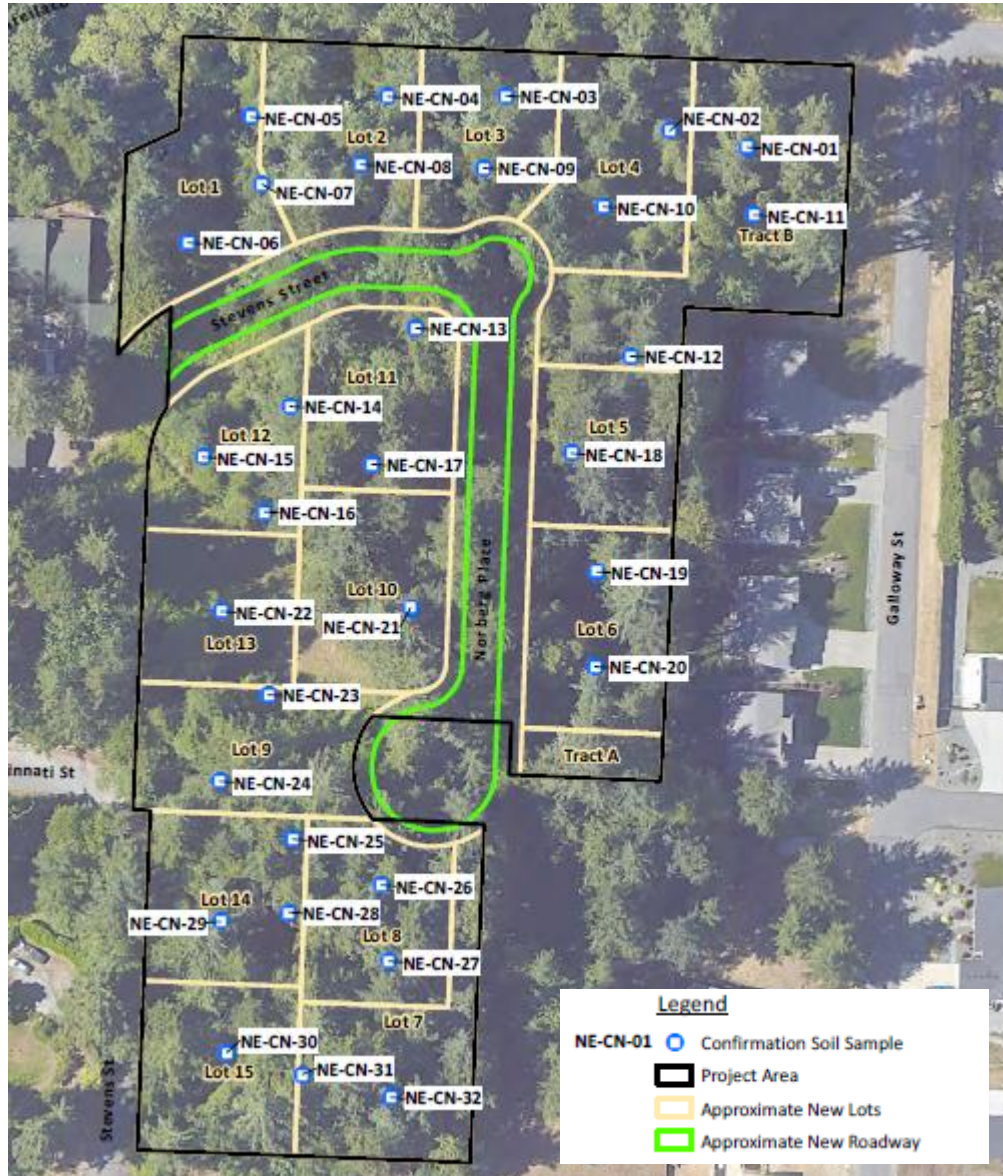 NE-CN-04
NE-CN-03
NE-CN-05
NE-CN-02
Lot 2
Lot 3
NE-CN-01
NE-CN-08
NE-CN-09
Lot 4
Lot 1
NE-CN-07
NE-CN-10
NE-CN-11
Tract B
NE-CN-06
Stevens Street
NE-CN-13
NE-CN-12
Lot 11
NE-CN-14
Lot 5
Lot 12
NE-CN-15
NE-CN-18
NE-CN-17
NE-CN-16
Norberg Place
Galloway St
NE-CN-19
Lot 10
NE-CN-22
NE-CN-21
Lot 13
Lot 6
NE-CN-20
NE-CN-23
Lot 9
Tract A
innati St
NE-CN-24
NE-CN-25
NE-CN-26
Lot 14
NE-CN-28
NE-CN-29
Lot 8
NE-CN-27
Lot 7
NE-CN-30
Lot 15
NE-CN-31
NE-CN-32
Stevens St
Legend
NE-CN-01 Confirmation Soil Sample
Project Area
Approximate New Lots
Approximate New Roadway